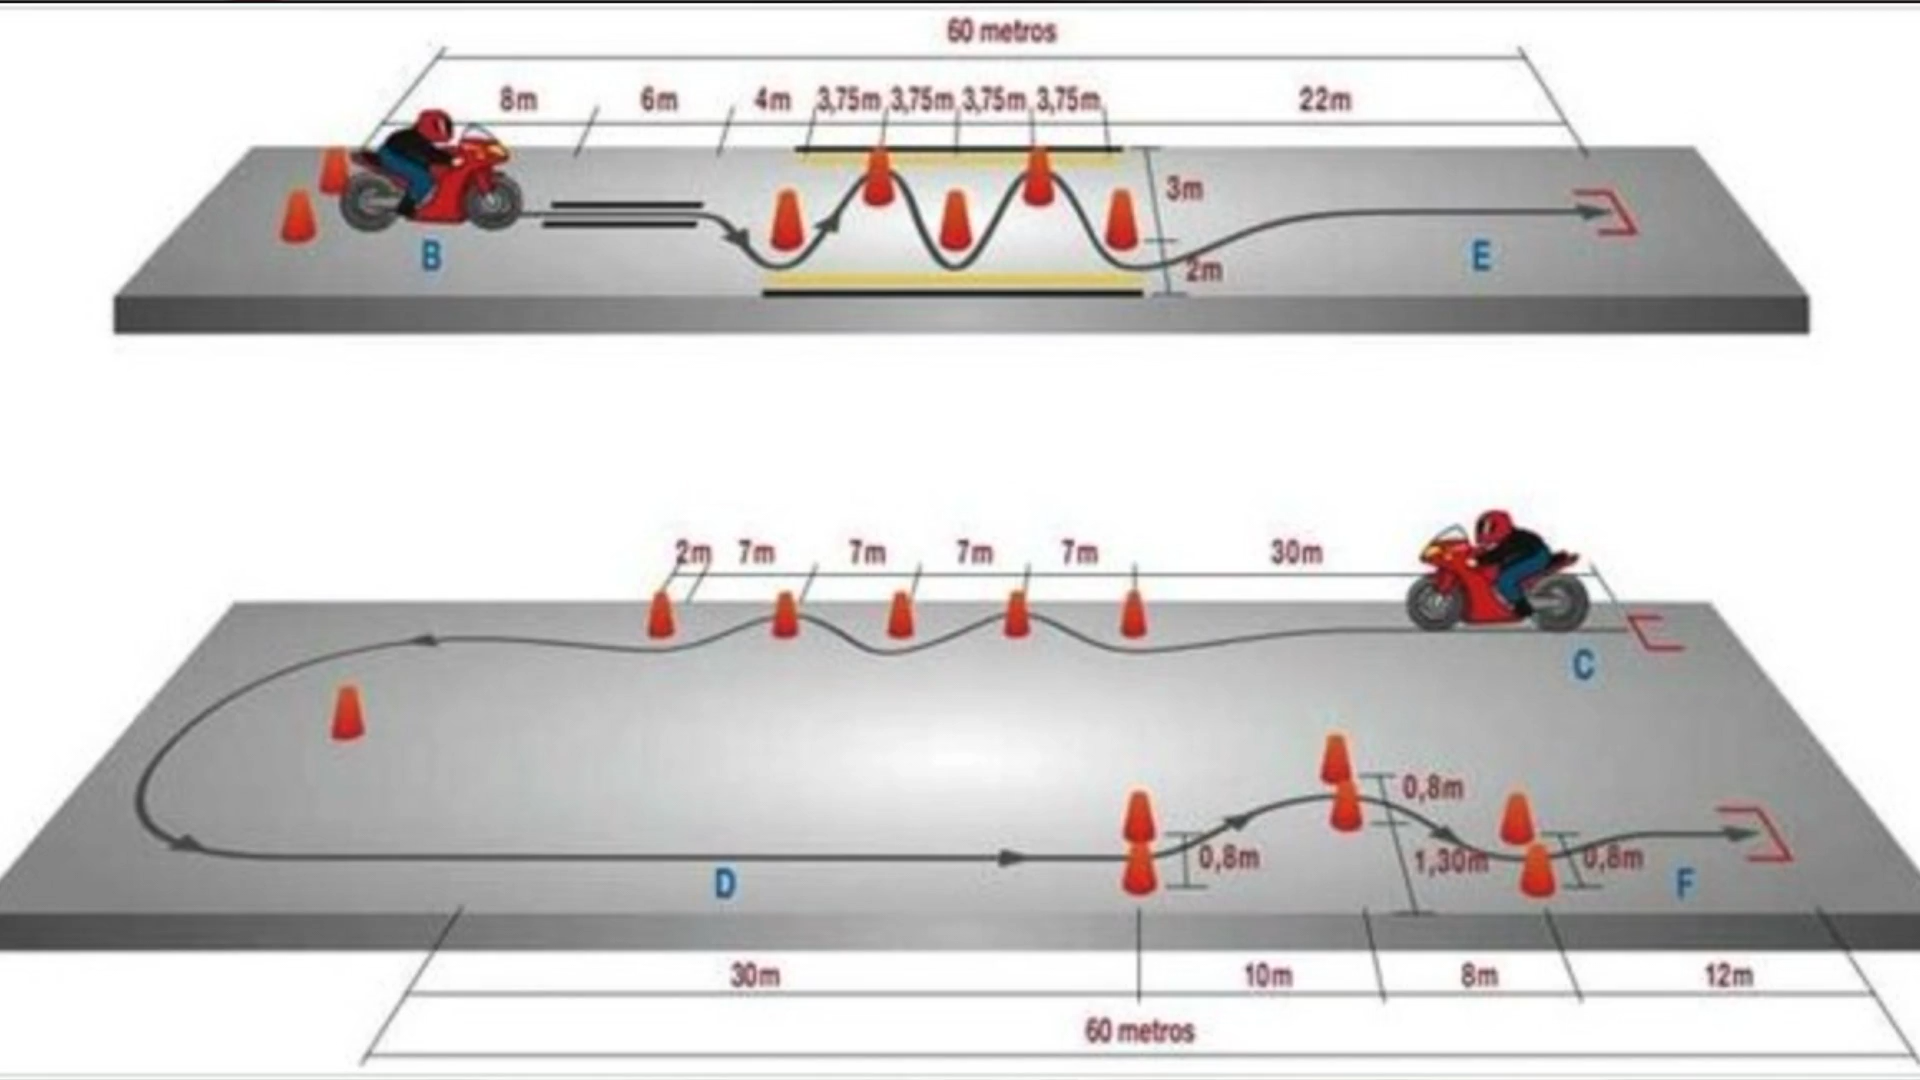 60 metros
8m 6m 4m 3,75m 3,75m 3,75m 3,75m 22m
3m
B E
2m
2m 7m 7m 7m 7m 30m
C
0,8m
0,8m 1,30m 0,8m
D F
30m 10m 8m 12m
60 metros